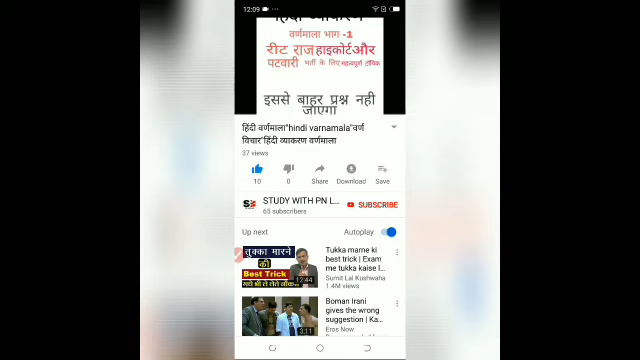 12:09
हिंदी व्याकरण
वर्णमाला भाग -1
रीट राज हाइकोर्ट और
पटवारी भर्ती के लिए महत्वपूर्ण टॉपिक
इससे बाहर प्रश्न नही
जाएगा
हिंदी वर्णमाला"hindi varnamala"वर्ण
विचार"हिंदी व्याकरण वर्णमाला
37 views
10
0
Share
Download
Save
STUDY WITH PN L...
SUBSCRIBE
65 subscribers
Up next
Autoplay
तुक्का मारने
की
Best Trick
12:44
Tukka marne ki
best trick | Exam
me tukka kaise l...
Sumit Lal Kushwaha
1.4M views
Boman Irani
gives the wrong
suggestion | Ka...
Eros Now
3:11